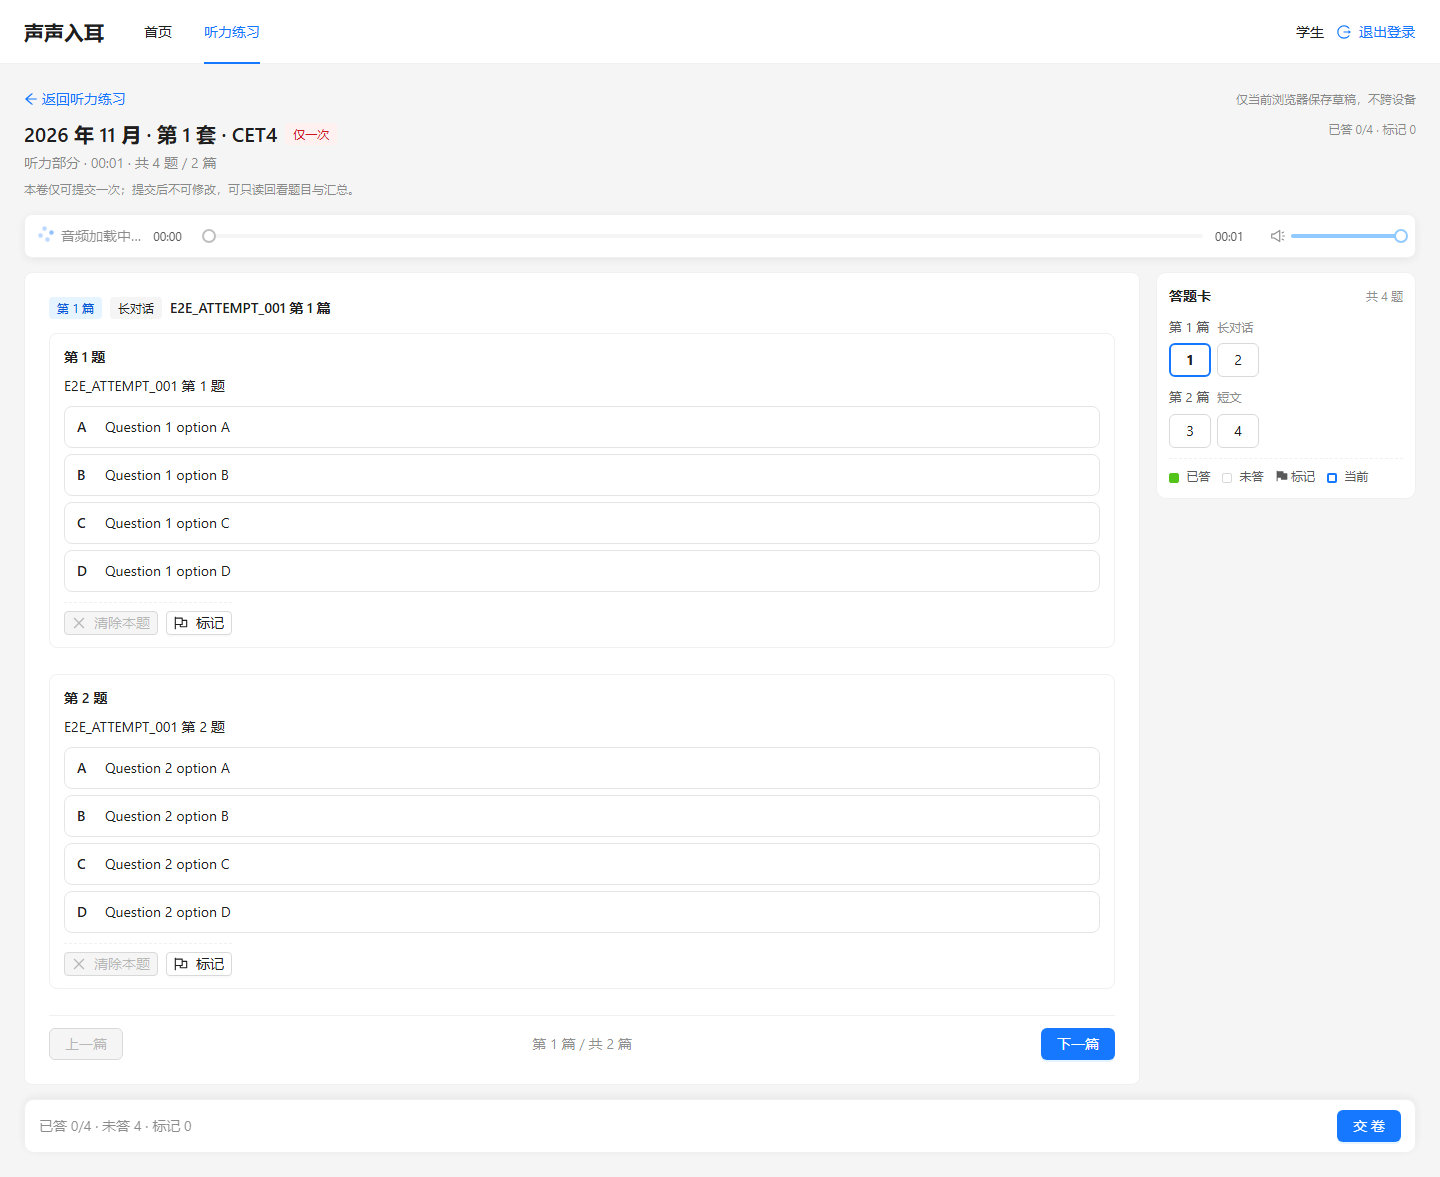 声声入耳 首页 听力练习 学生 退出登录
返回听力练习 仅当前浏览器保存草稿，不跨设备
2026 年 11 月 · 第 1 套 · CET4 仅一次 已答 0/4 · 标记 0
听力部分 · 00:01 · 共 4 题 / 2 篇
本卷仅可提交一次；提交后不可修改，可只读回看题目与汇总。
音频加载中... 00:00 00:01
第 1 篇 长对话 E2E_ATTEMPT_001 第 1 篇
第 1 题
E2E_ATTEMPT_001 第 1 题
A Question 1 option A
B Question 1 option B
C Question 1 option C
D Question 1 option D
清除本题 标记
第 2 题
E2E_ATTEMPT_001 第 2 题
A Question 2 option A
B Question 2 option B
C Question 2 option C
D Question 2 option D
清除本题 标记
上一篇 第 1 篇 / 共 2 篇 下一篇
答题卡 共 4 题
第 1 篇 长对话
1 2
第 2 篇 短文
3 4
已答 未答 标记 当前
已答 0/4 · 未答 4 · 标记 0 交 卷